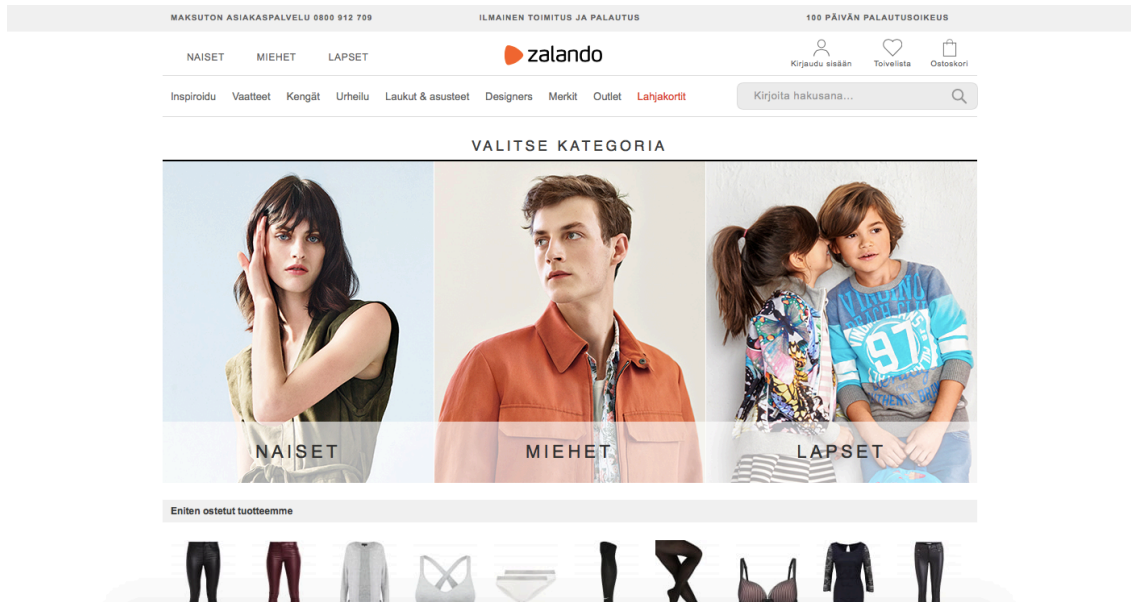 MAKSUTON ASIAKASPALVELU 0800 912 709
ILMAINEN TOIMITUS JA PALAUTUS
100 PÄIVÄN PALAUTUSOIKEUS
NAISET MIEHET LAPSET
zalando
Kirjaudu sisään Toivelista Ostoskori
Inspiroidu Vaatteet Kengät Urheilu Laukut & asusteet Designers Merkit Outlet Lahjakortit
Kirjoita hakusana...
VALITSE KATEGORIA
97
NAISET MIEHET LAPSET
Eniten ostetut tuotteemme